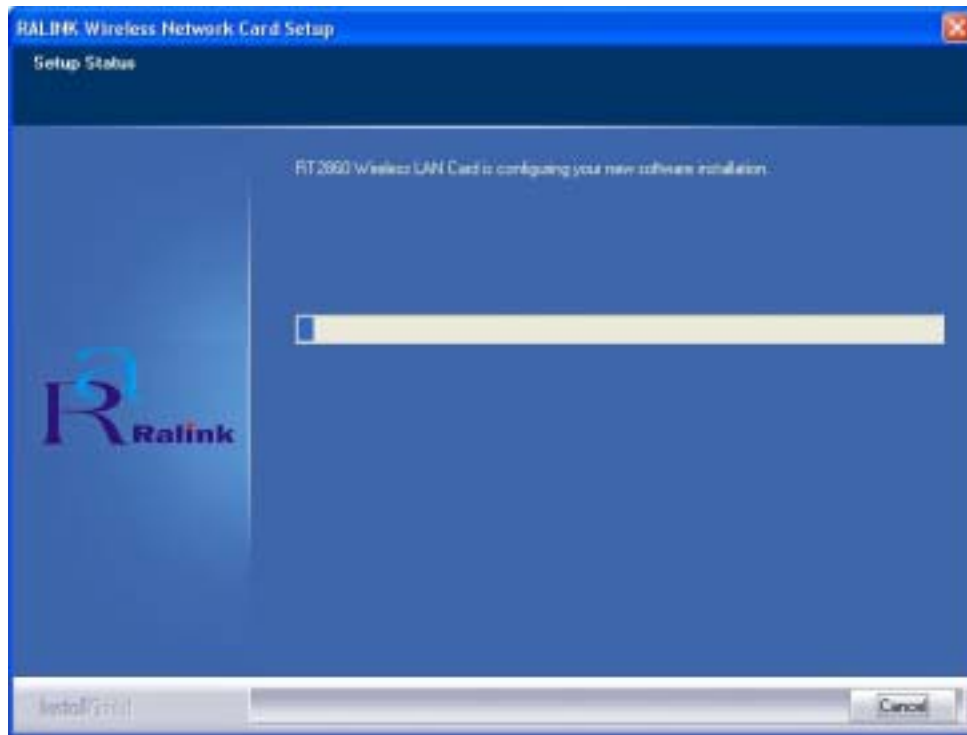 RALINK Wireless Network Card Setup
Setup Status
RT2860 Wireless LAN Card is configuring your new software installation.
Ralink
InstallShield
Cancel